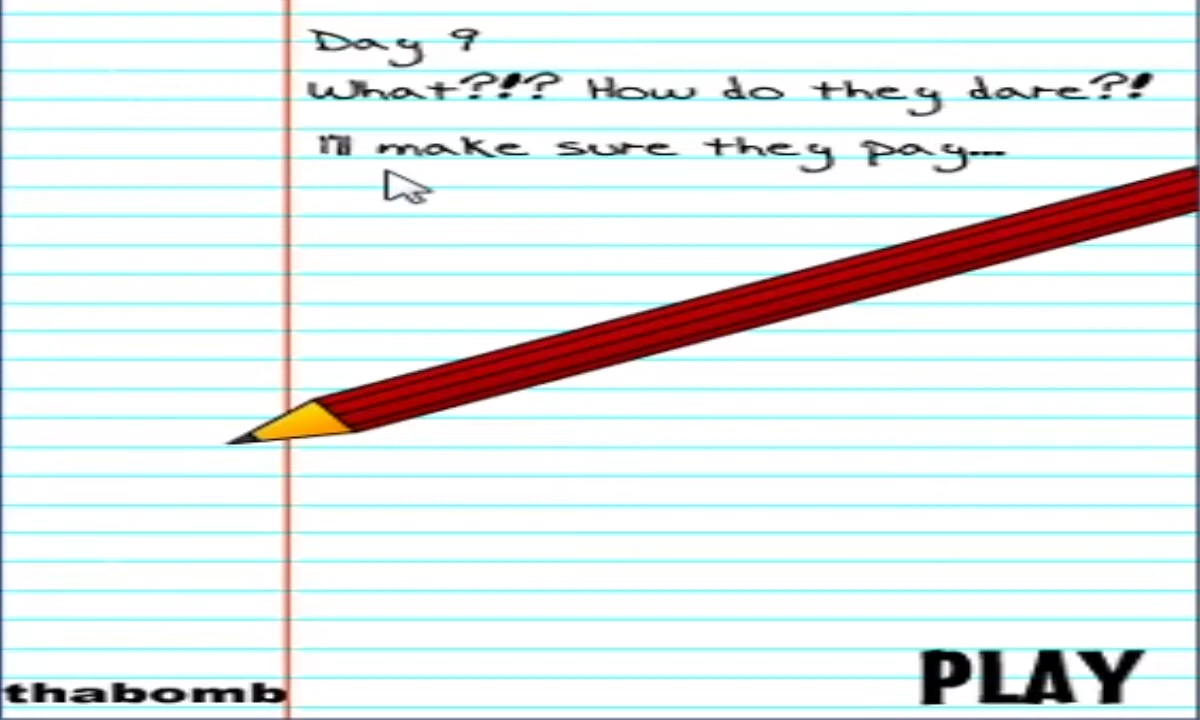 Day 9
What?!? How do they dare?!
I'll make sure they pay...
thabomb
PLAY